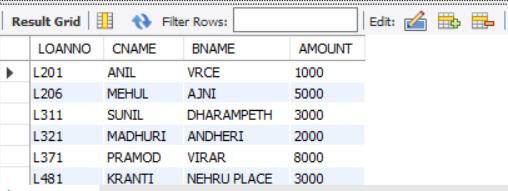 Result Grid Filter Rows: Edit:
LOANNO CNAME BNAME AMOUNT
L201 ANIL VRCE 1000
L206 MEHUL AJNI 5000
L311 SUNIL DHARAMPETH 3000
L321 MADHURI ANDHERI 2000
L371 PRAMOD VIRAR 8000
L481 KRANTI NEHRU PLACE 3000